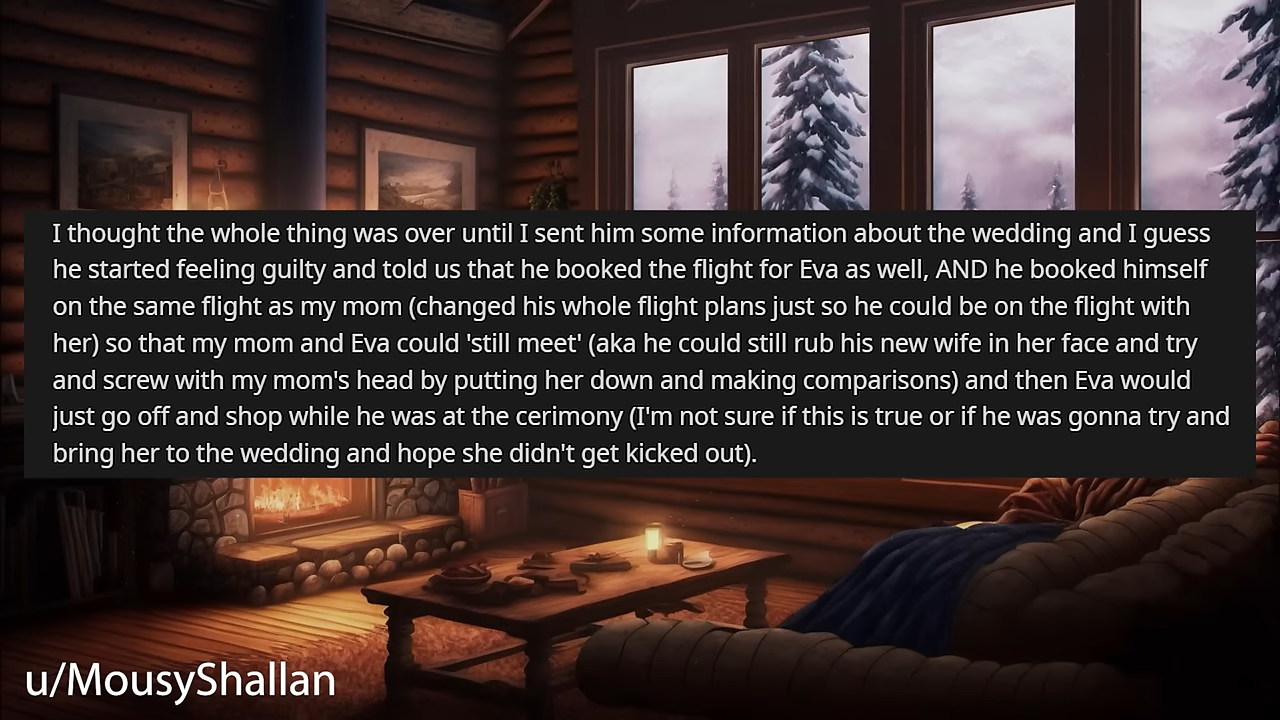 I thought the whole thing was over until I sent him some information about the wedding and I guess
he started feeling guilty and told us that he booked the flight for Eva as well, AND he booked himself
on the same flight as my mom (changed his whole flight plans just so he could be on the flight with
her) so that my mom and Eva could 'still meet' (aka he could still rub his new wife in her face and try
and screw with my mom's head by putting her down and making comparisons) and then Eva would
just go off and shop while he was at the cerimony (I'm not sure if this is true or if he was gonna try and
bring her to the wedding and hope she didn't get kicked out).
u/MousyShallan